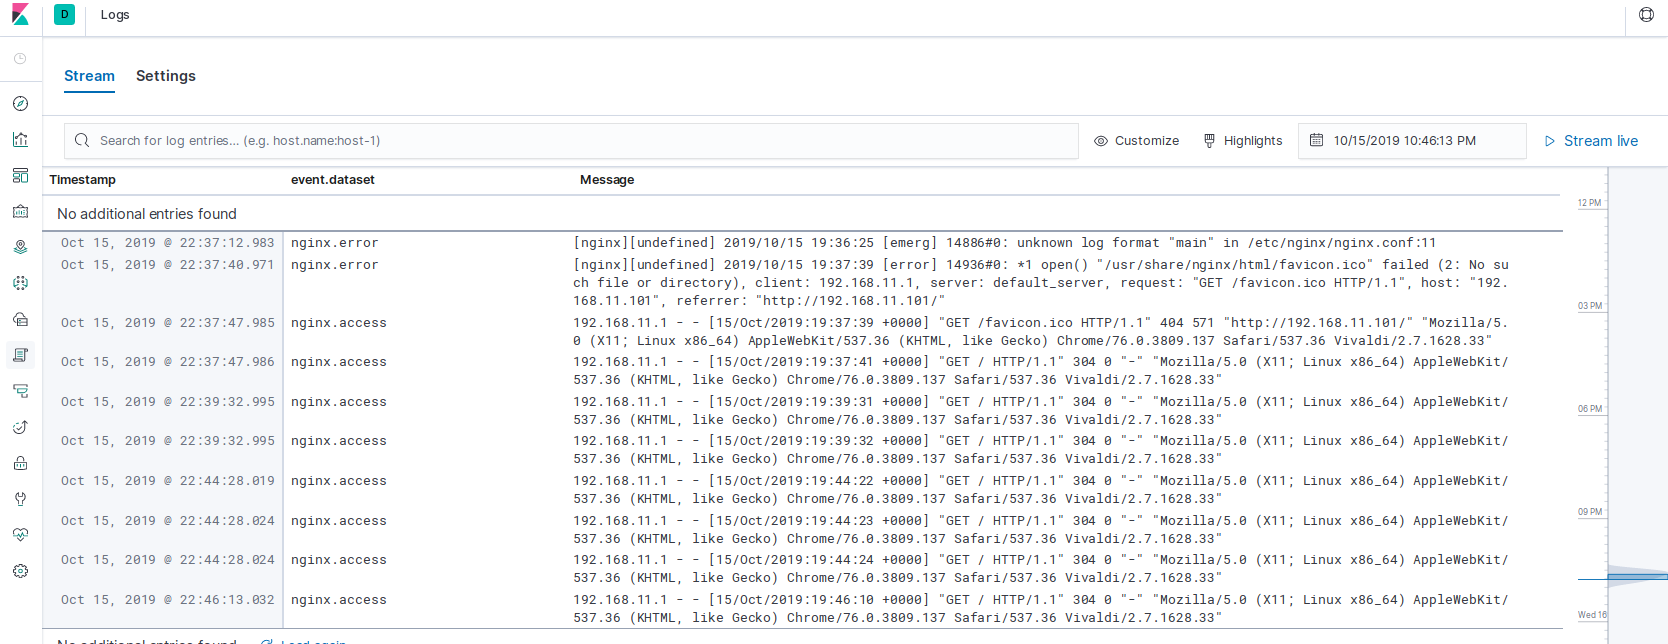 D Logs
Stream Settings
Search for log entries... (e.g. host.name:host-1) Customize Highlights 10/15/2019 10:46:13 PM Stream live
Timestamp event.dataset Message
12 PM
No additional entries found
Oct 15, 2019 @ 22:37:12.983 nginx.error [nginx][undefined] 2019/10/15 19:36:25 [emerg] 14886#0: unknown log format "main" in /etc/nginx/nginx.conf:11
Oct 15, 2019 @ 22:37:40.971 nginx.error [nginx][undefined] 2019/10/15 19:37:39 [error] 14936#0: *1 open() "/usr/share/nginx/html/favicon.ico" failed (2: No su
ch file or directory), client: 192.168.11.1, server: default_server, request: "GET /favicon.ico HTTP/1.1", host: "192.
168.11.101", referrer: "http://192.168.11.101/"
03 PM
Oct 15, 2019 @ 22:37:47.985 nginx.access 192.168.11.1 - - [15/Oct/2019:19:37:39 +0000] "GET /favicon.ico HTTP/1.1" 404 571 "http://192.168.11.101/" "Mozilla/5.
0 (X11; Linux x86_64) AppleWebKit/537.36 (KHTML, like Gecko) Chrome/76.0.3809.137 Safari/537.36 Vivaldi/2.7.1628.33"
Oct 15, 2019 @ 22:37:47.986 nginx.access 192.168.11.1 - - [15/Oct/2019:19:37:41 +0000] "GET / HTTP/1.1" 304 0 "-" "Mozilla/5.0 (X11; Linux x86_64) AppleWebKit/
537.36 (KHTML, like Gecko) Chrome/76.0.3809.137 Safari/537.36 Vivaldi/2.7.1628.33"
Oct 15, 2019 @ 22:39:32.995 nginx.access 192.168.11.1 - - [15/Oct/2019:19:39:31 +0000] "GET / HTTP/1.1" 304 0 "-" "Mozilla/5.0 (X11; Linux x86_64) AppleWebKit/
06 PM
537.36 (KHTML, like Gecko) Chrome/76.0.3809.137 Safari/537.36 Vivaldi/2.7.1628.33"
Oct 15, 2019 @ 22:39:32.995 nginx.access 192.168.11.1 - - [15/Oct/2019:19:39:32 +0000] "GET / HTTP/1.1" 304 0 "-" "Mozilla/5.0 (X11; Linux x86_64) AppleWebKit/
537.36 (KHTML, like Gecko) Chrome/76.0.3809.137 Safari/537.36 Vivaldi/2.7.1628.33"
Oct 15, 2019 @ 22:44:28.019 nginx.access 192.168.11.1 - - [15/Oct/2019:19:44:22 +0000] "GET / HTTP/1.1" 304 0 "-" "Mozilla/5.0 (X11; Linux x86_64) AppleWebKit/
537.36 (KHTML, like Gecko) Chrome/76.0.3809.137 Safari/537.36 Vivaldi/2.7.1628.33"
09 PM
Oct 15, 2019 @ 22:44:28.024 nginx.access 192.168.11.1 - - [15/Oct/2019:19:44:23 +0000] "GET / HTTP/1.1" 304 0 "-" "Mozilla/5.0 (X11; Linux x86_64) AppleWebKit/
537.36 (KHTML, like Gecko) Chrome/76.0.3809.137 Safari/537.36 Vivaldi/2.7.1628.33"
Oct 15, 2019 @ 22:44:28.024 nginx.access 192.168.11.1 - - [15/Oct/2019:19:44:24 +0000] "GET / HTTP/1.1" 304 0 "-" "Mozilla/5.0 (X11; Linux x86_64) AppleWebKit/
537.36 (KHTML, like Gecko) Chrome/76.0.3809.137 Safari/537.36 Vivaldi/2.7.1628.33"
Oct 15, 2019 @ 22:46:13.032 nginx.access 192.168.11.1 - - [15/Oct/2019:19:46:10 +0000] "GET / HTTP/1.1" 304 0 "-" "Mozilla/5.0 (X11; Linux x86_64) AppleWebKit/
537.36 (KHTML, like Gecko) Chrome/76.0.3809.137 Safari/537.36 Vivaldi/2.7.1628.33"
Wed 16
No additional entries found Load again